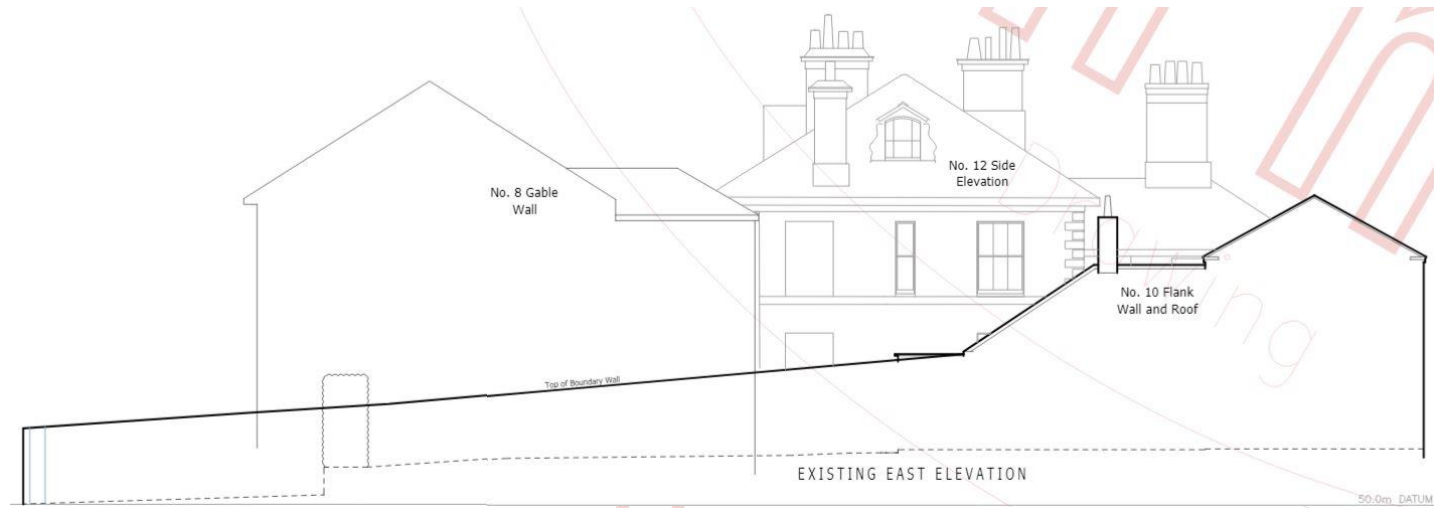 No. 12 Side
Elevation
No. 8 Gable
Wall
No. 10 Flank
Wall and Roof
Top of Boundary Wall
EXISTING EAST ELEVATION
50.0m DATUM
Drawing